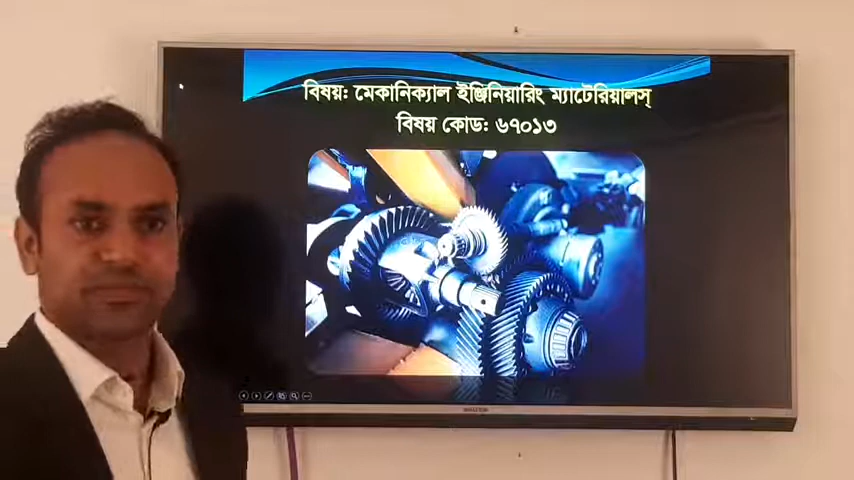 বিষয়: মেকানিক্যাল ইঞ্জিনিয়ারিং ম্যাটেরিয়ালস্
বিষয় কোড: ৬৭০১৩